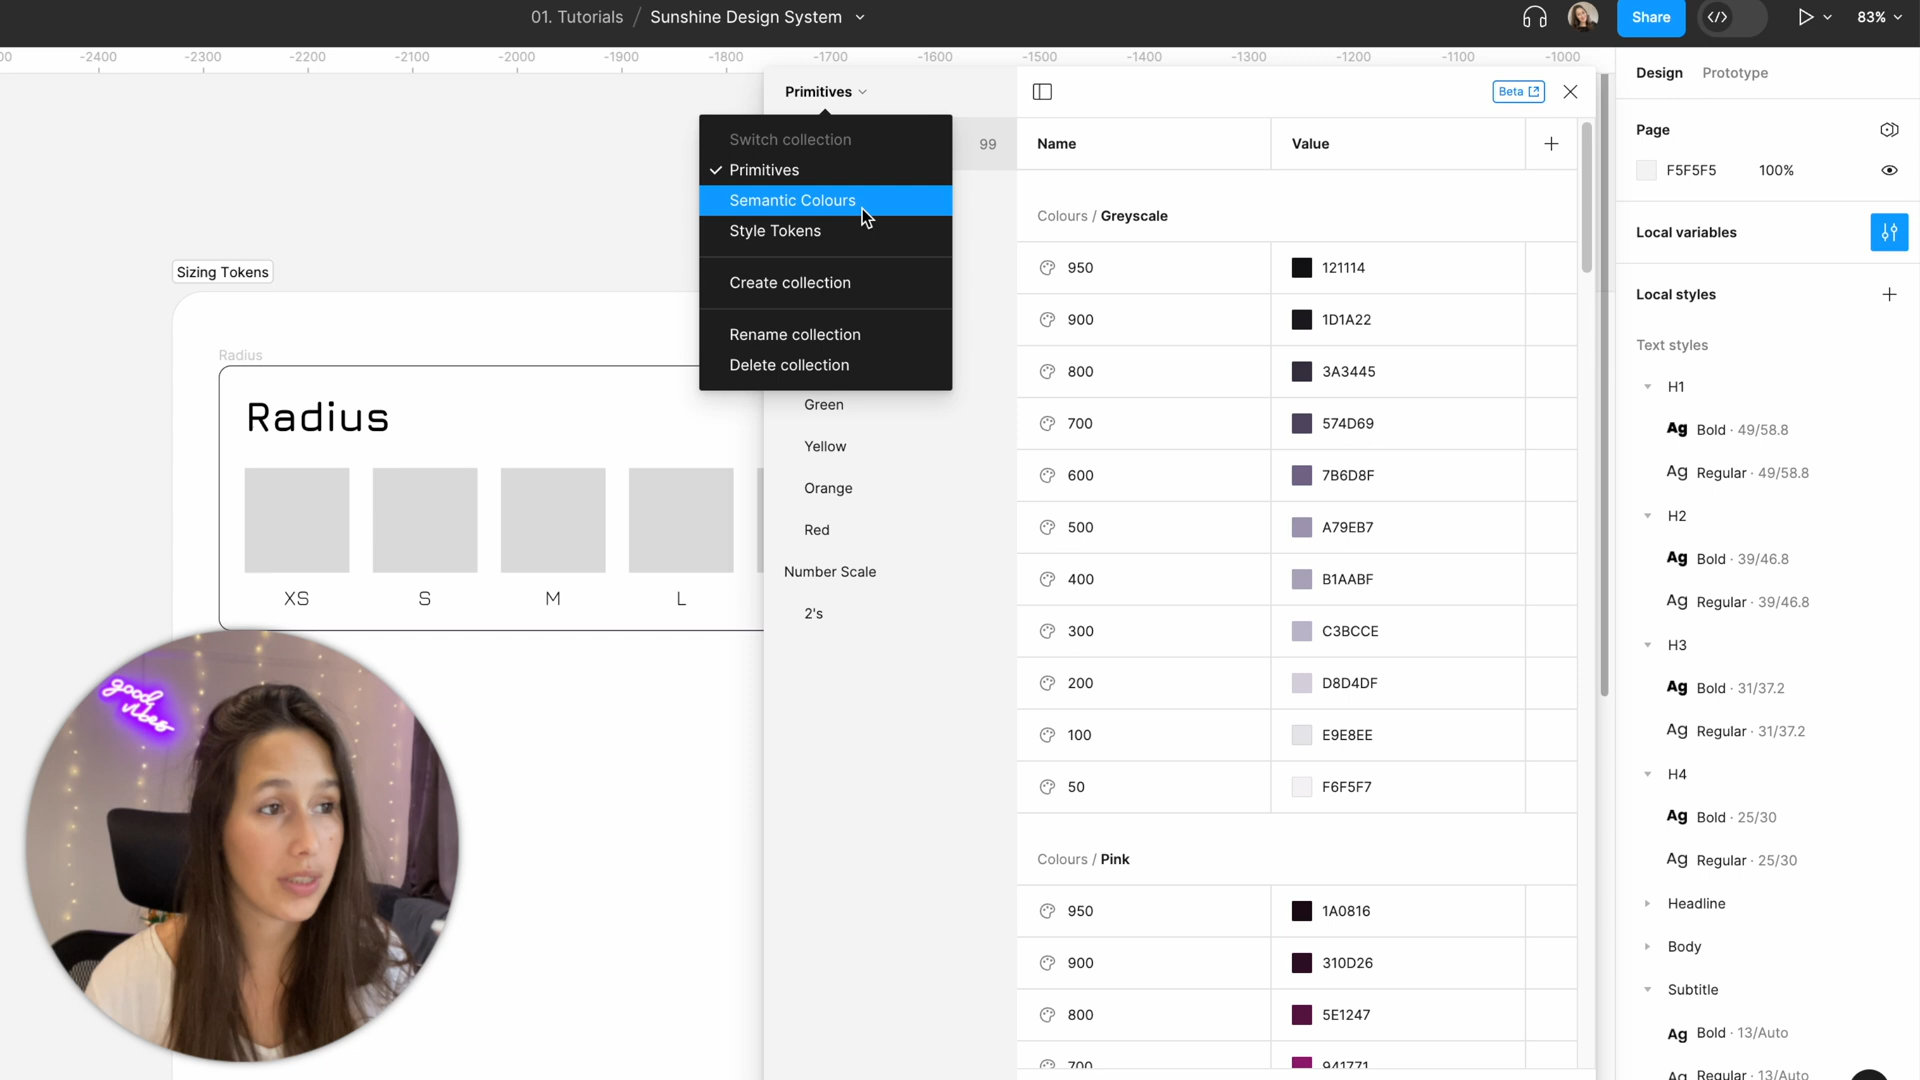 01. Tutorials / Sunshine Design System
Share
83%
-2400
-2300
-2200
-2100
-2000
-1900
-1800
-1700
-1600
-1500
-1400
-1300
-1200
-1100
-1000
Primitives
Beta
Design
Prototype
Switch collection
Primitives
Semantic Colours
Style Tokens
Create collection
Rename collection
Delete collection
99
Green
Yellow
Orange
Red
Number Scale
2's
Name
Value
Colours / Greyscale
950
121114
900
1D1A22
800
3A3445
700
574D69
600
7B6D8F
500
A79EB7
400
B1AABF
300
C3BCCE
200
D8D4DF
100
E9E8EE
50
F6F5F7
Colours / Pink
950
1A0816
900
310D26
800
5E1247
700
941771
Page
F5F5F5
100%
Local variables
Local styles
Text styles
H1
Ag Bold · 49/58.8
Ag Regular · 49/58.8
H2
Ag Bold · 39/46.8
Ag Regular · 39/46.8
H3
Ag Bold · 31/37.2
Ag Regular · 31/37.2
H4
Ag Bold · 25/30
Ag Regular · 25/30
Headline
Body
Subtitle
Ag Bold · 13/Auto
Ag Regular · 13/Auto
Sizing Tokens
Radius
Radius
XS
S
M
L
good
vibes